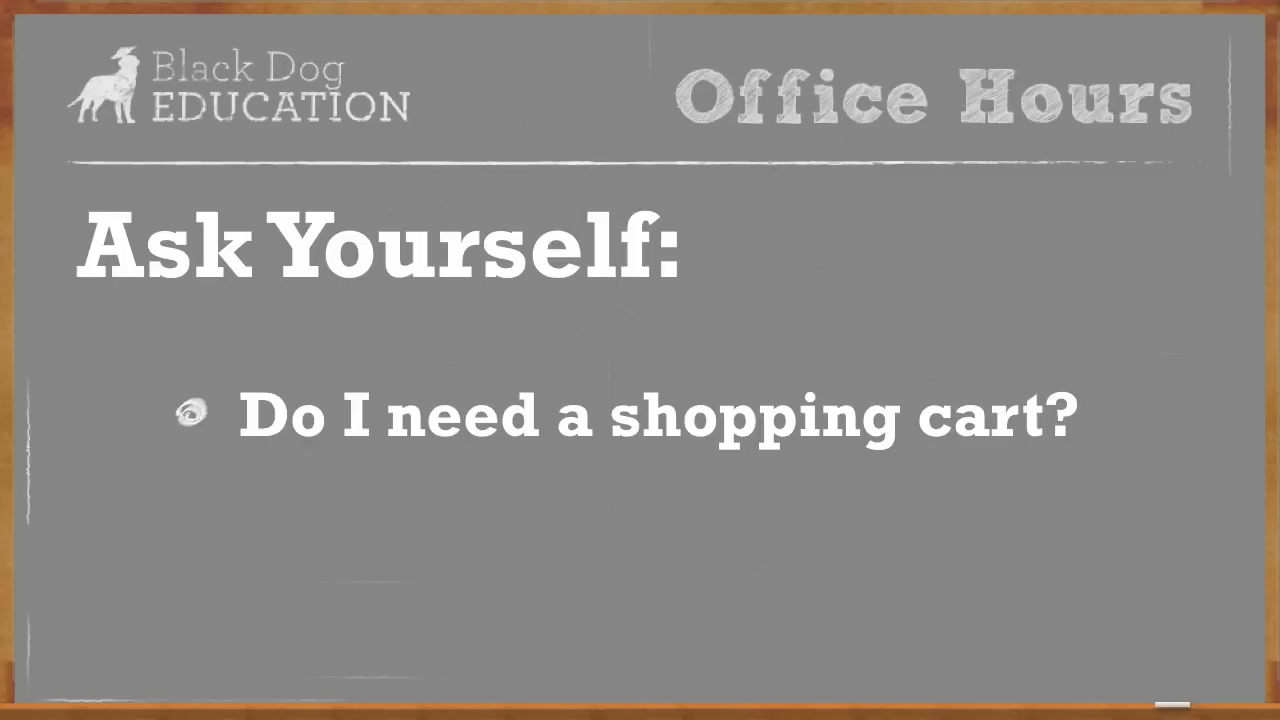 Black Dog
EDUCATION
Office Hours
Ask Yourself:
Do I need a shopping cart?